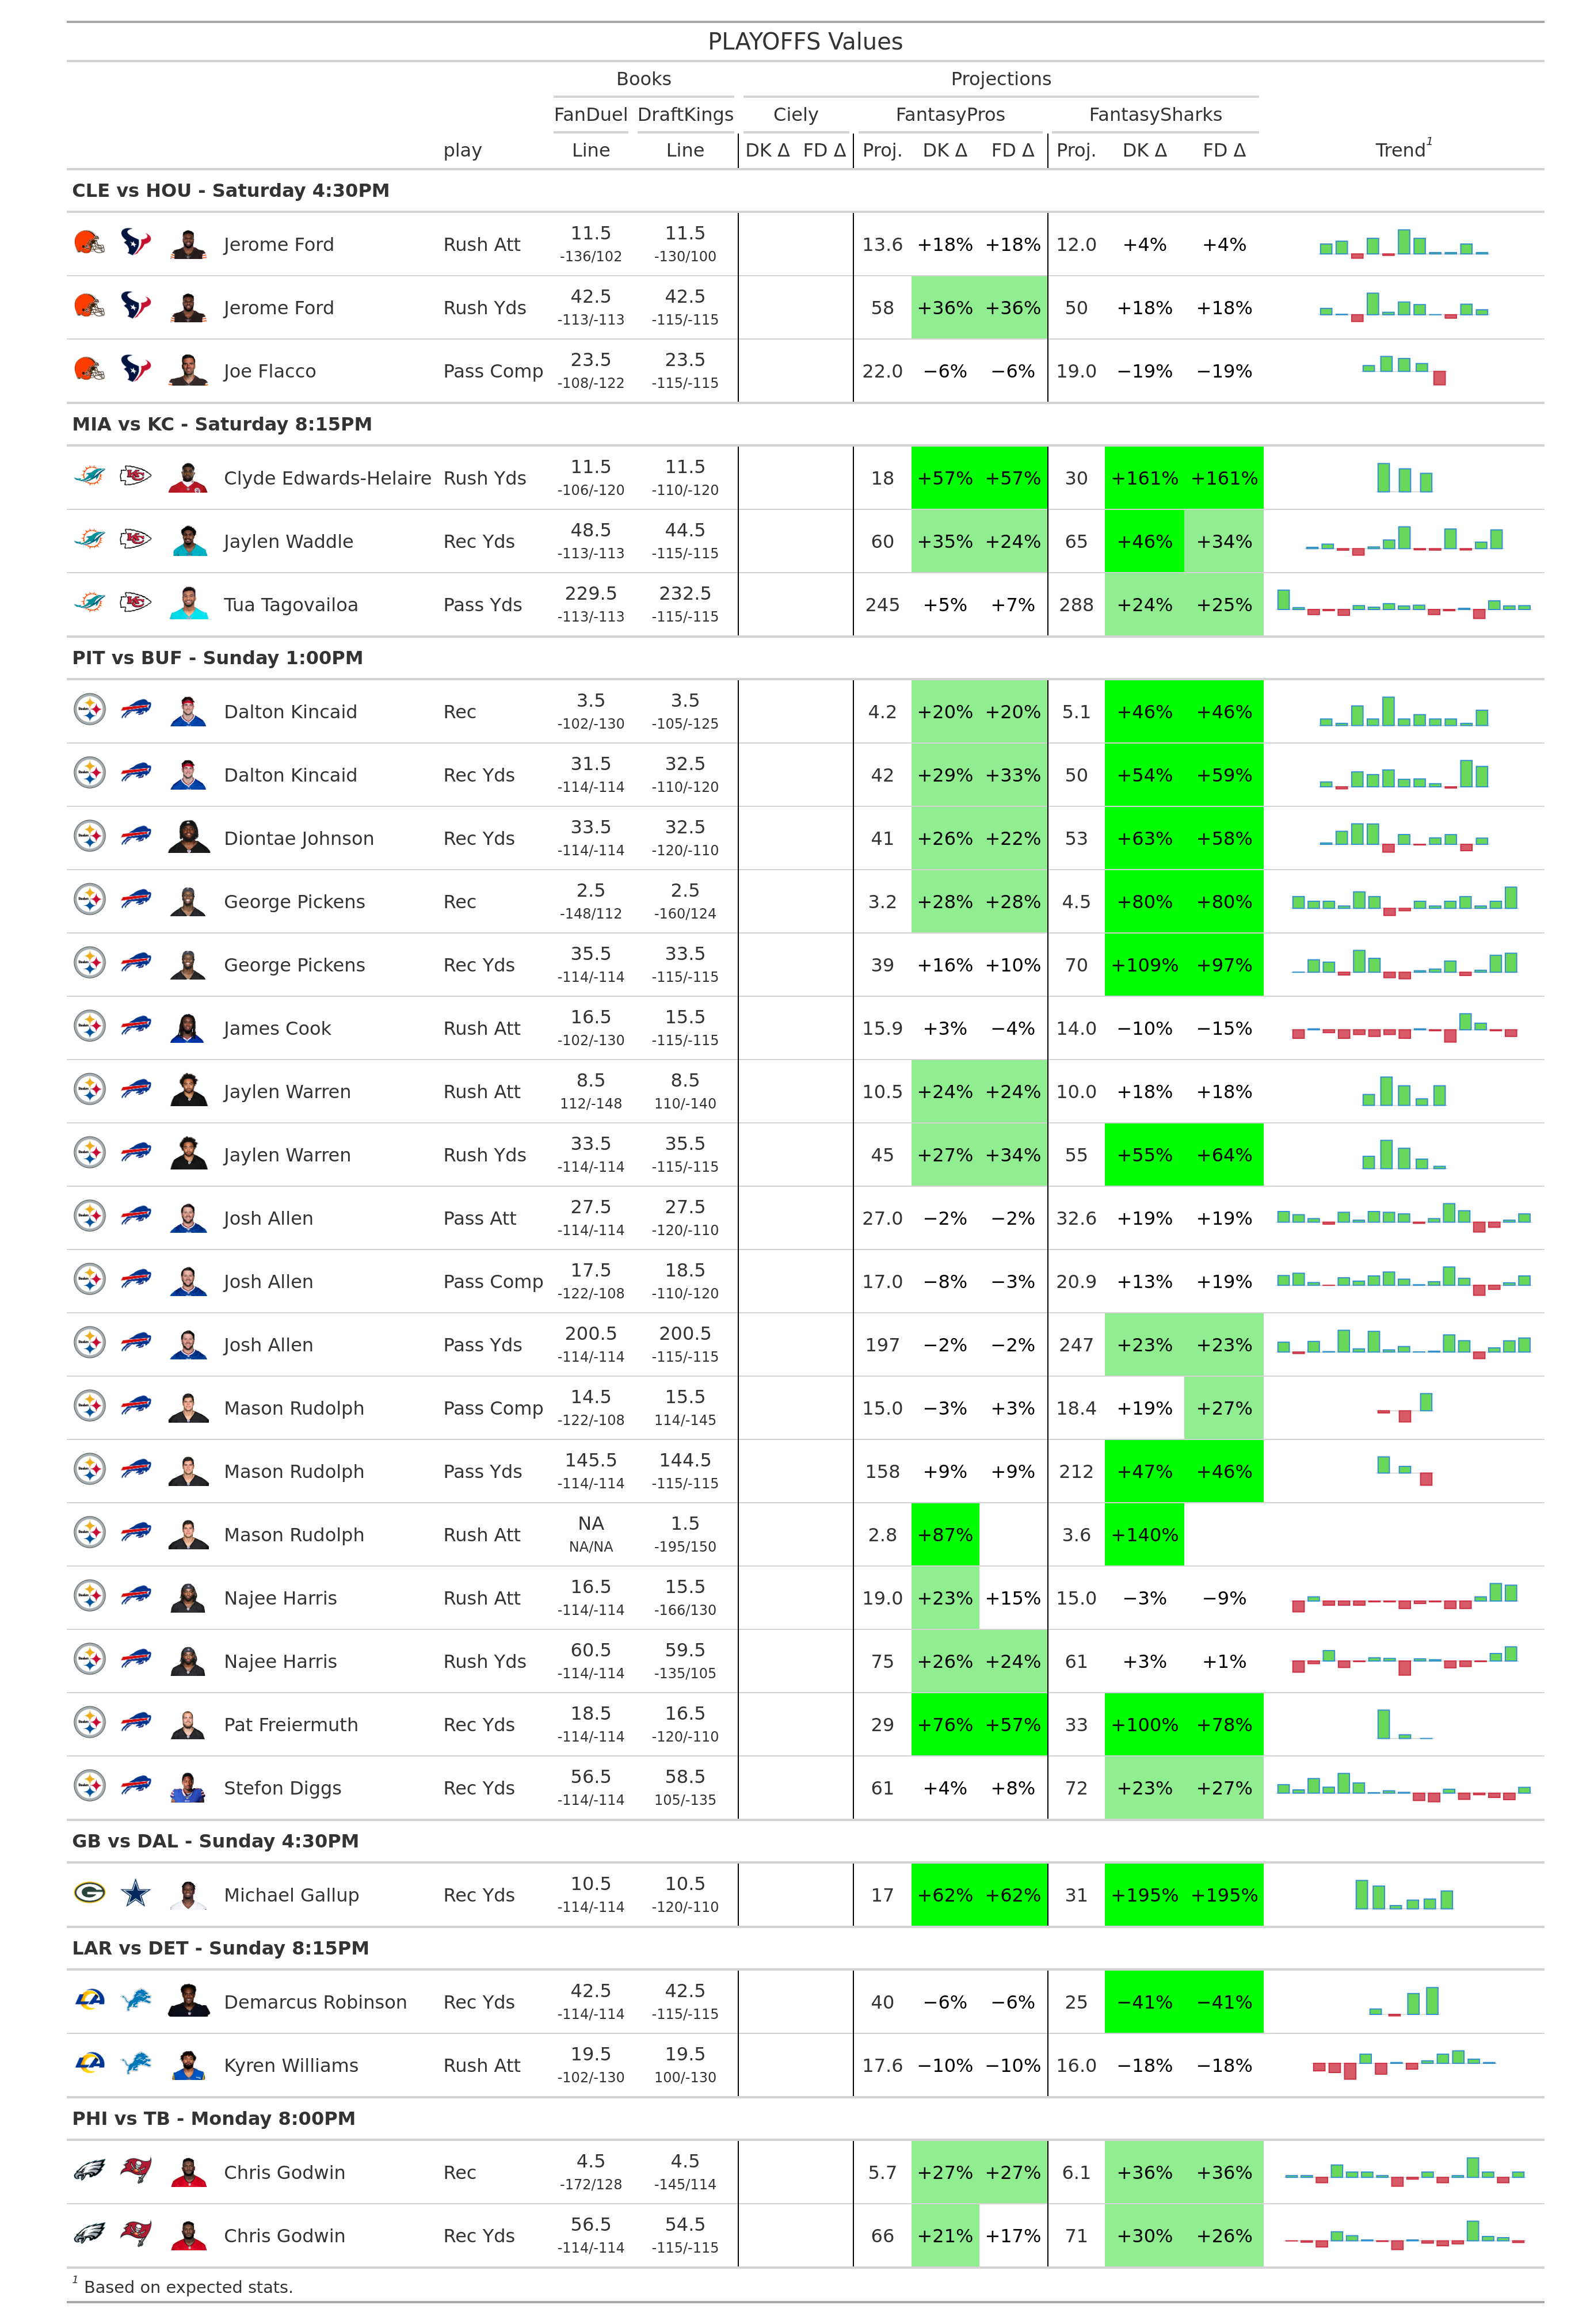 PLAYOFFS Values
Books Projections
FanDuel DraftKings Ciely FantasyPros FantasySharks
play Line Line DK Δ FD Δ Proj. DK Δ FD Δ Proj. DK Δ FD Δ Trend1
CLE vs HOU - Saturday 4:30PM
Jerome Ford Rush Att 11.5 11.5 13.6 +18% +18% 12.0 +4% +4%
-136/102 -130/100
Jerome Ford Rush Yds 42.5 42.5 58 +36% +36% 50 +18% +18%
-113/-113 -115/-115
Joe Flacco Pass Comp 23.5 23.5 22.0 −6% −6% 19.0 −19% −19%
-108/-122 -115/-115
MIA vs KC - Saturday 8:15PM
Clyde Edwards-Helaire Rush Yds 11.5 11.5 18 +57% +57% 30 +161% +161%
-106/-120 -110/-120
Jaylen Waddle Rec Yds 48.5 44.5 60 +35% +24% 65 +46% +34%
-113/-113 -115/-115
Tua Tagovailoa Pass Yds 229.5 232.5 245 +5% +7% 288 +24% +25%
-113/-113 -115/-115
PIT vs BUF - Sunday 1:00PM
Dalton Kincaid Rec 3.5 3.5 4.2 +20% +20% 5.1 +46% +46%
-102/-130 -105/-125
Dalton Kincaid Rec Yds 31.5 32.5 42 +29% +33% 50 +54% +59%
-114/-114 -110/-120
Diontae Johnson Rec Yds 33.5 32.5 41 +26% +22% 53 +63% +58%
-114/-114 -120/-110
George Pickens Rec 2.5 2.5 3.2 +28% +28% 4.5 +80% +80%
-148/112 -160/124
George Pickens Rec Yds 35.5 33.5 39 +16% +10% 70 +109% +97%
-114/-114 -115/-115
James Cook Rush Att 16.5 15.5 15.9 +3% −4% 14.0 −10% −15%
-102/-130 -115/-115
Jaylen Warren Rush Att 8.5 8.5 10.5 +24% +24% 10.0 +18% +18%
112/-148 110/-140
Jaylen Warren Rush Yds 33.5 35.5 45 +27% +34% 55 +55% +64%
-114/-114 -115/-115
Josh Allen Pass Att 27.5 27.5 27.0 −2% −2% 32.6 +19% +19%
-114/-114 -120/-110
Josh Allen Pass Comp 17.5 18.5 17.0 −8% −3% 20.9 +13% +19%
-122/-108 -110/-120
Josh Allen Pass Yds 200.5 200.5 197 −2% −2% 247 +23% +23%
-114/-114 -115/-115
Mason Rudolph Pass Comp 14.5 15.5 15.0 −3% +3% 18.4 +19% +27%
-122/-108 114/-145
Mason Rudolph Pass Yds 145.5 144.5 158 +9% +9% 212 +47% +46%
-114/-114 -115/-115
Mason Rudolph Rush Att NA 1.5 2.8 +87% 3.6 +140%
NA/NA -195/150
Najee Harris Rush Att 16.5 15.5 19.0 +23% +15% 15.0 −3% −9%
-114/-114 -166/130
Najee Harris Rush Yds 60.5 59.5 75 +26% +24% 61 +3% +1%
-114/-114 -135/105
Pat Freiermuth Rec Yds 18.5 16.5 29 +76% +57% 33 +100% +78%
-114/-114 -120/-110
Stefon Diggs Rec Yds 56.5 58.5 61 +4% +8% 72 +23% +27%
-114/-114 105/-135
GB vs DAL - Sunday 4:30PM
Michael Gallup Rec Yds 10.5 10.5 17 +62% +62% 31 +195% +195%
-114/-114 -120/-110
LAR vs DET - Sunday 8:15PM
Demarcus Robinson Rec Yds 42.5 42.5 40 −6% −6% 25 −41% −41%
-114/-114 -115/-115
Kyren Williams Rush Att 19.5 19.5 17.6 −10% −10% 16.0 −18% −18%
-102/-130 100/-130
PHI vs TB - Monday 8:00PM
Chris Godwin Rec 4.5 4.5 5.7 +27% +27% 6.1 +36% +36%
-172/128 -145/114
Chris Godwin Rec Yds 56.5 54.5 66 +21% +17% 71 +30% +26%
-114/-114 -115/-115
1 Based on expected stats.